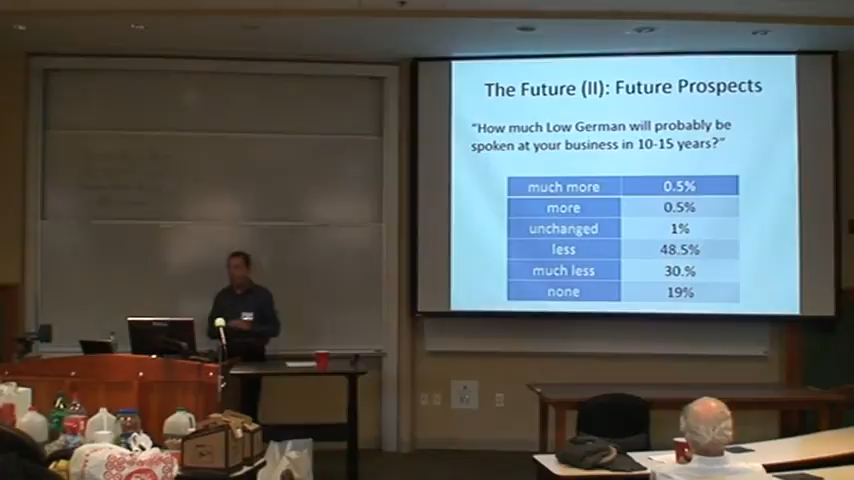 The Future (II): Future Prospects
"How much Low German will probably be
spoken at your business in 10-15 years?"
much more 0.5%
more 0.5%
unchanged 1%
less 48.5%
much less 30.%
none 19%